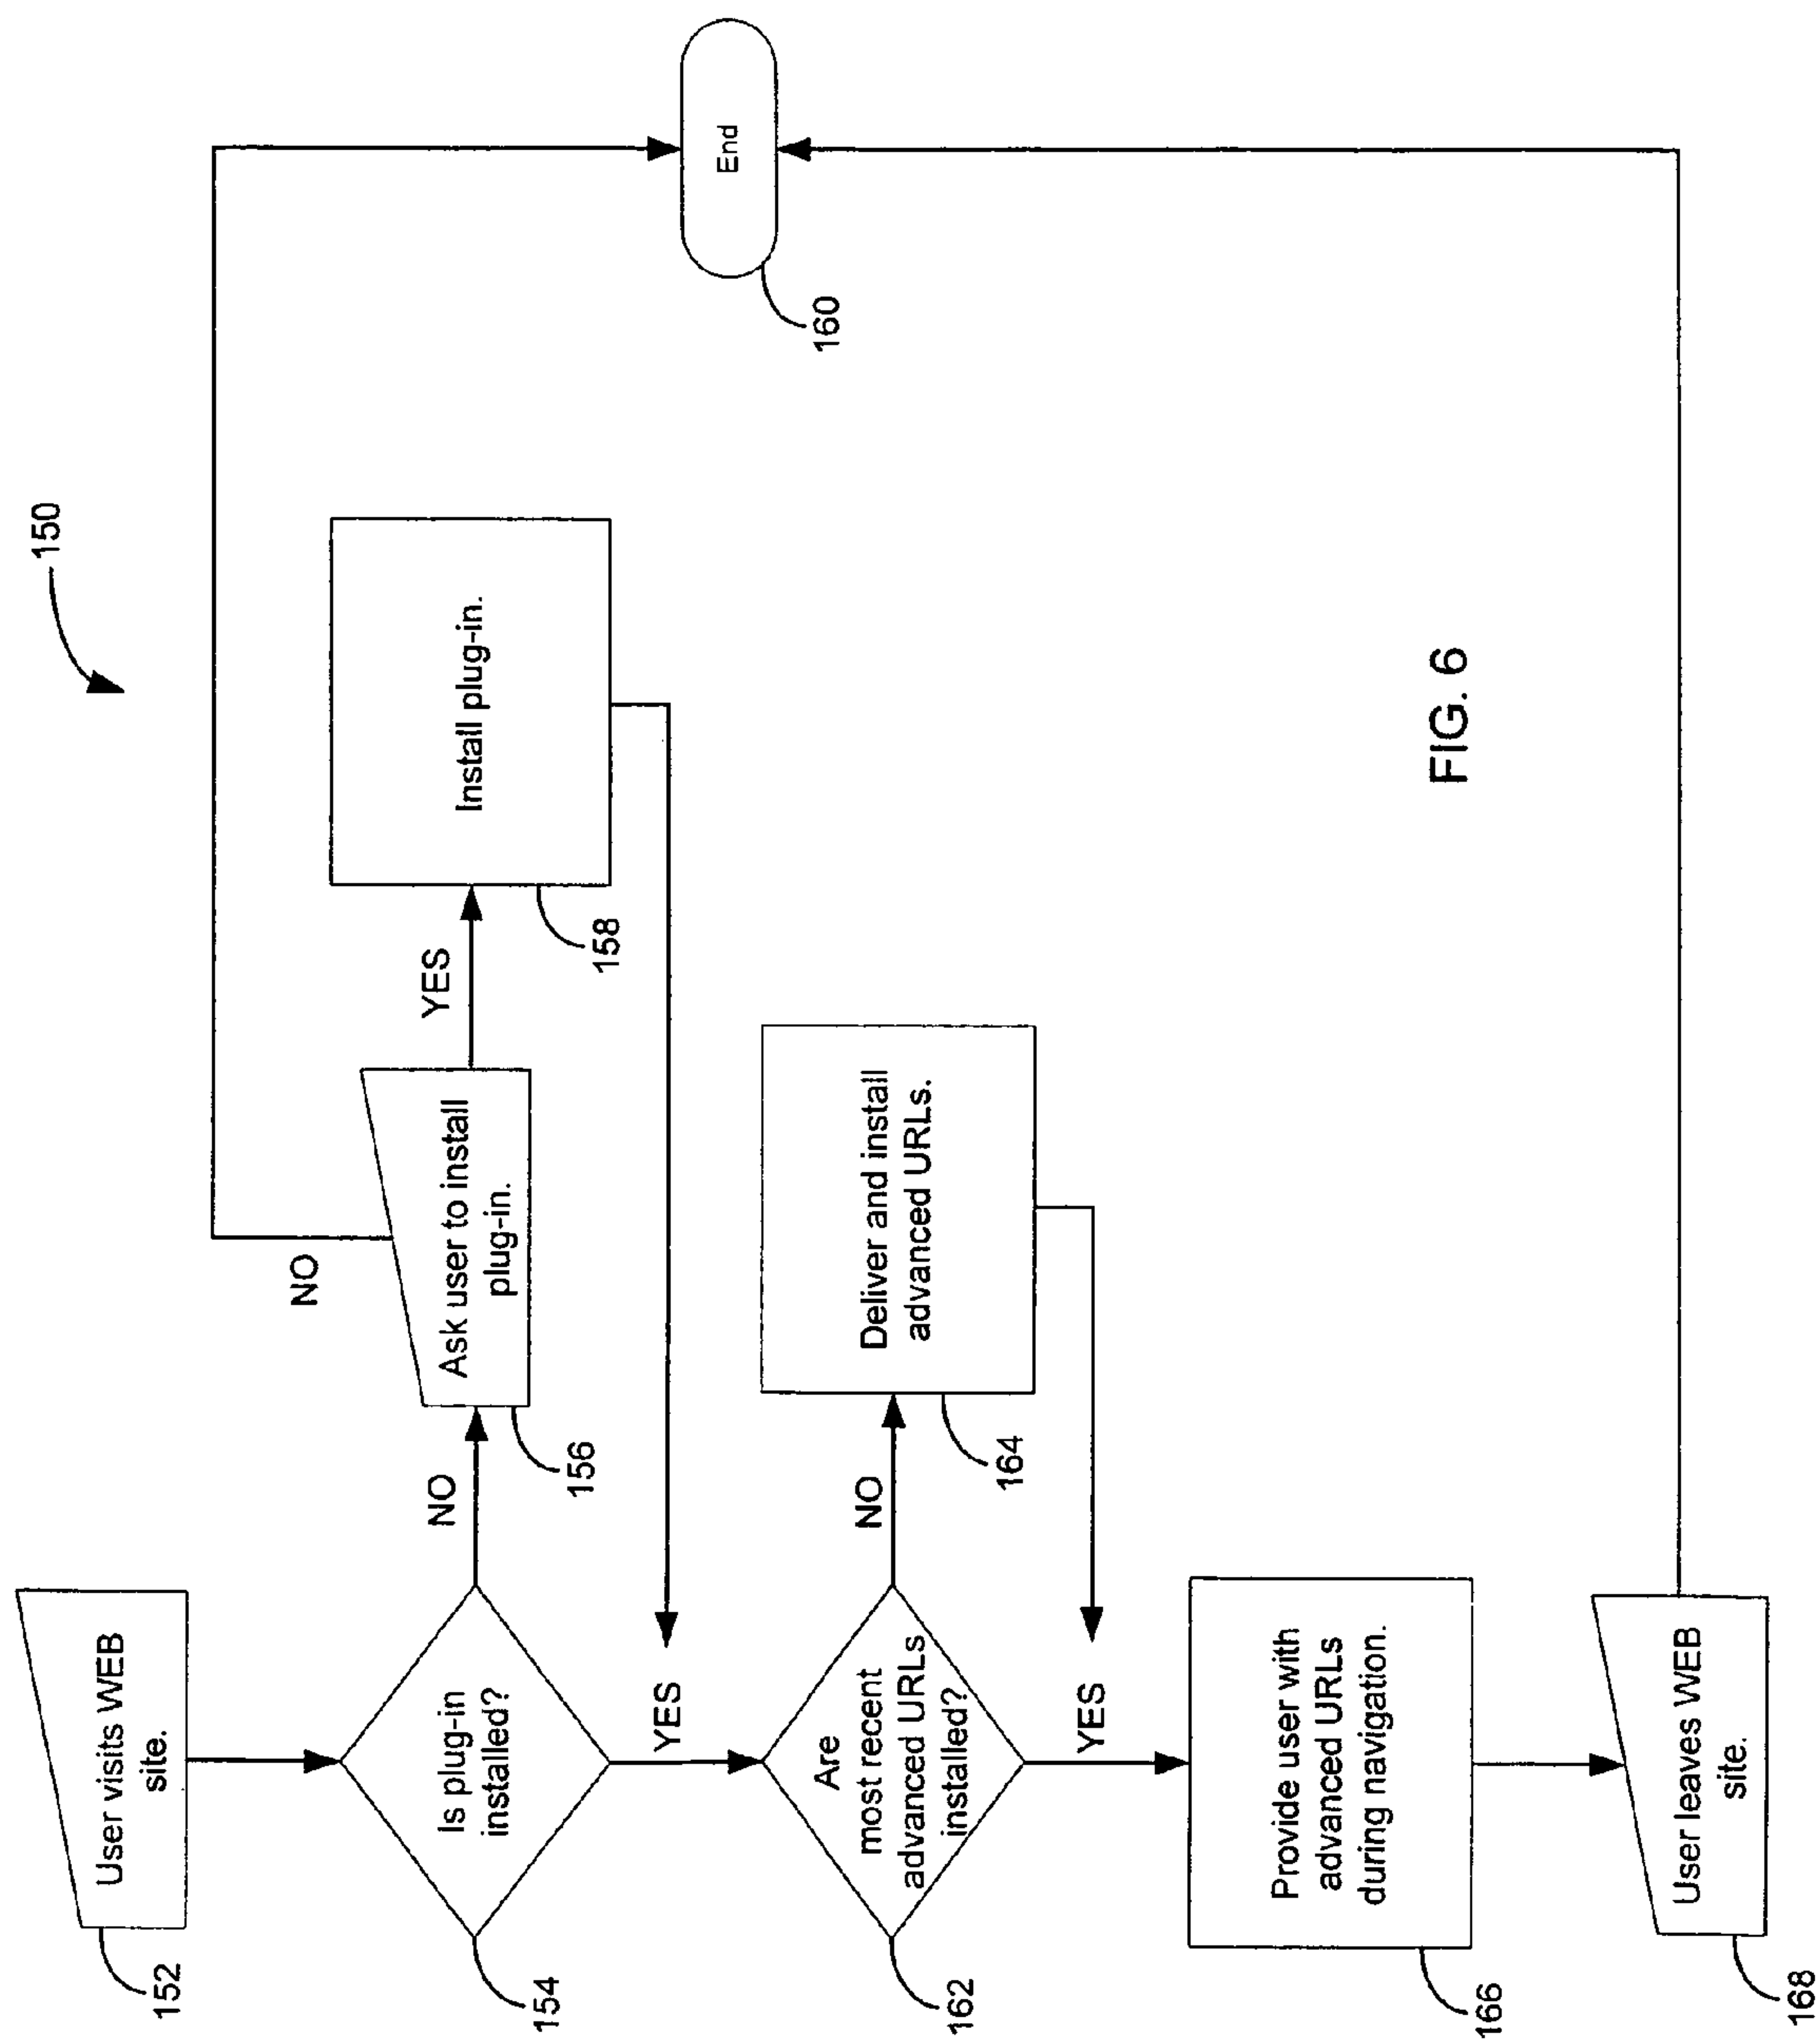 150
User visits WEB
site.
152
Is plug-in
installed?
154
NO
Ask user to install
plug-in.
156
NO
YES
Install plug-in.
158
End
160
YES
Are
most recent
advanced URLs
installed?
162
NO
Deliver and install
advanced URLs.
164
YES
Provide user with
advanced URLs
during navigation.
166
User leaves WEB
site.
168
FIG. 6